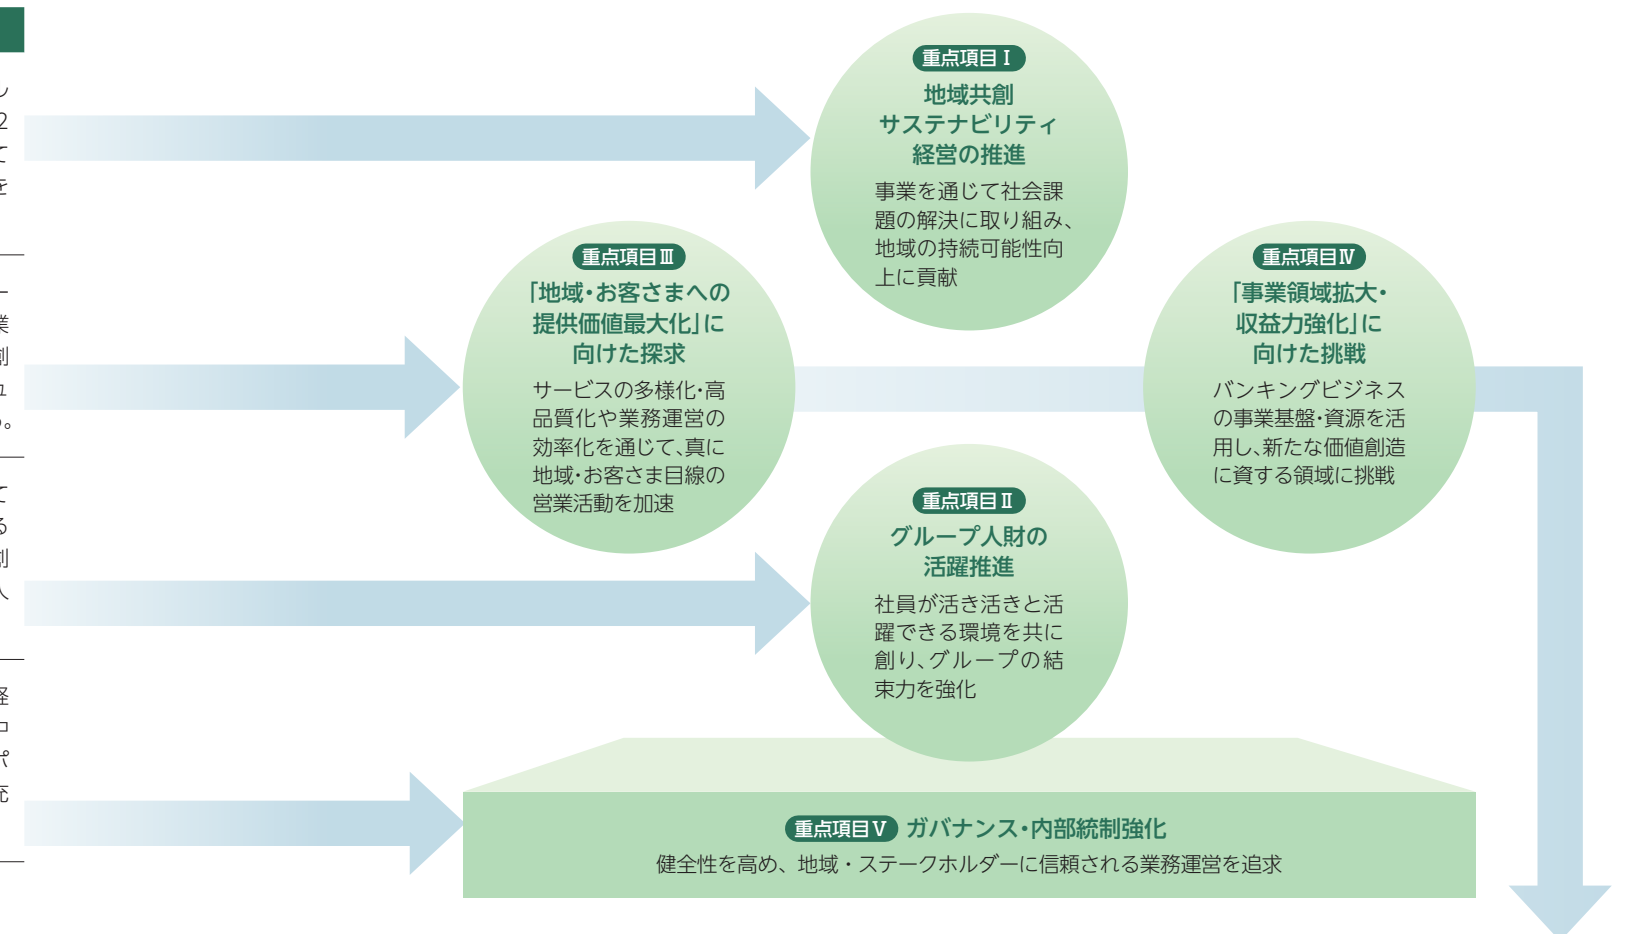 重点項目Ⅰ
地域共創
サステナビリティ
経営の推進
事業を通じて社会課
題の解決に取り組み、
地域の持続可能性向
上に貢献
重点項目Ⅲ
「地域・お客さまへの
提供価値最大化」に
向けた探求
サービスの多様化・高
品質化や業務運営の
効率化を通じて、真に
地域・お客さま目線の
営業活動を加速
重点項目Ⅳ
「事業領域拡大・
収益力強化」に
向けた挑戦
バンキングビジネス
の事業基盤・資源を活
用し、新たな価値創造
に資する領域に挑戦
重点項目Ⅱ
グループ人財の
活躍推進
社員が活き活きと活
躍できる環境を共に
創り、グループの結
束力を強化
重点項目Ⅴ ガバナンス・内部統制強化
健全性を高め、地域・ステークホルダーに信頼される業務運営を追求